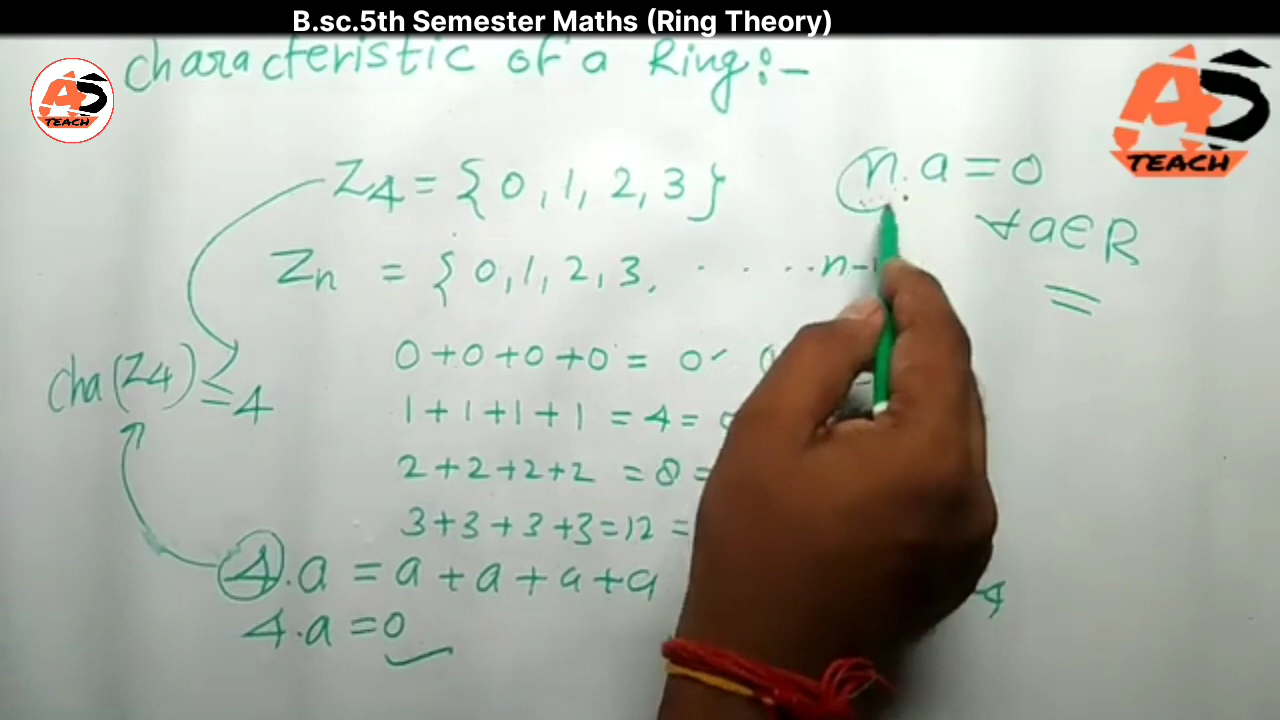 B.sc.5th Semester Maths (Ring Theory)
characteristic of a Ring:-
AS
TEACH
AS
TEACH
Z4 = {0, 1, 2, 3}
n.a = 0
∀ a∈R
Zn = {0, 1, 2, 3, . . . . n-
0+0+0+0 = 0
cha(Z4) = 4
1+1+1+1 = 4 =
2+2+2+2 = 8 =
3+3+3+3=12 =
4.a = a+a+a+a
4.a = 0